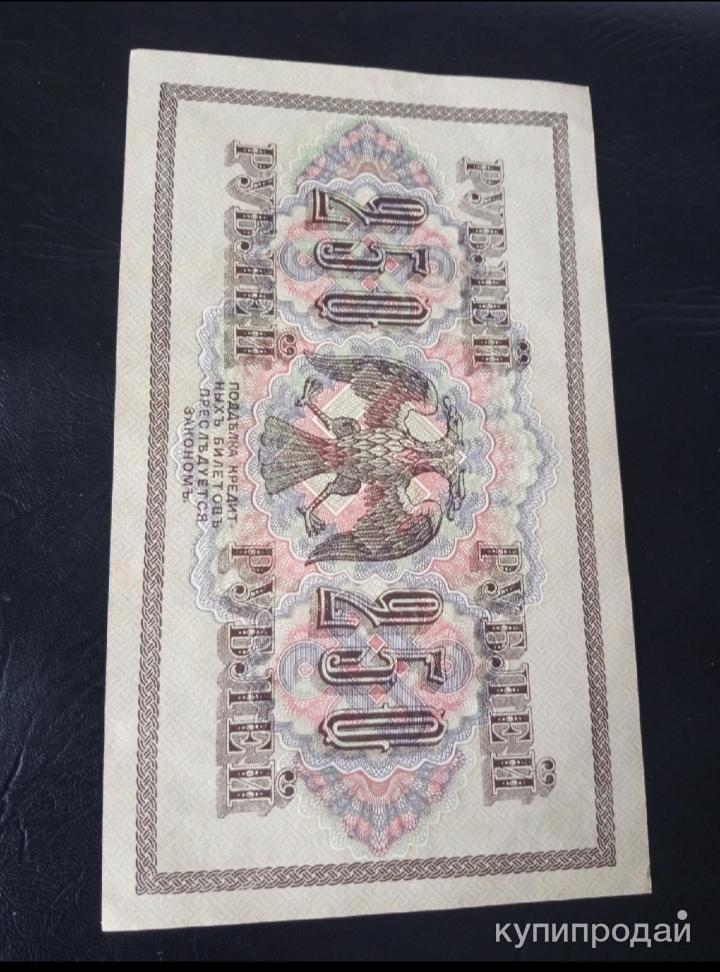 РУБЛЕЙ РУБЛЕЙ
250 250
РУБЛЕЙ РУБЛЕЙ
ПОДДѢЛКА КРЕДИТ-
НЫХЪ БИЛЕТОВЪ
ПРЕСЛѢДУЕТСЯ
ЗАКОНОМЪ.
купипродай